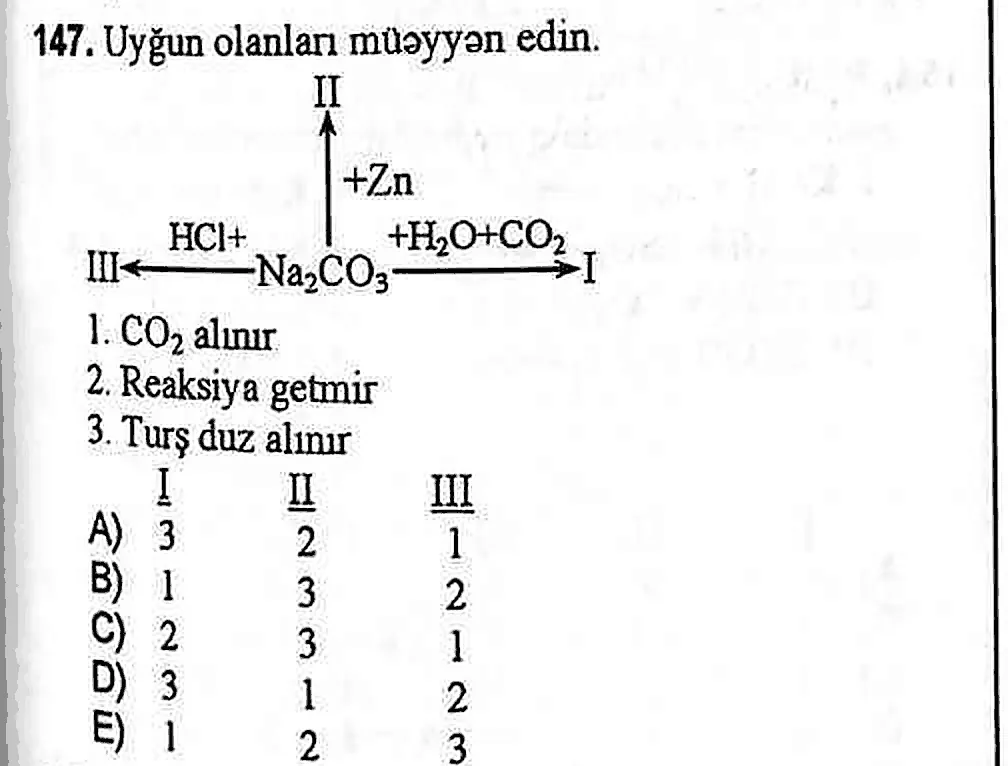 147. Uyğun olanları müəyyən edin.
II
+Zn
HCl+ +H₂O+CO₂
III Na₂CO₃ I
1. CO₂ alınır
2. Reaksiya getmir
3. Turş duz alınır
I II III
A) 3 2 1
B) 1 3 2
C) 2 3 1
D) 3 1 2
E) 1 2 3